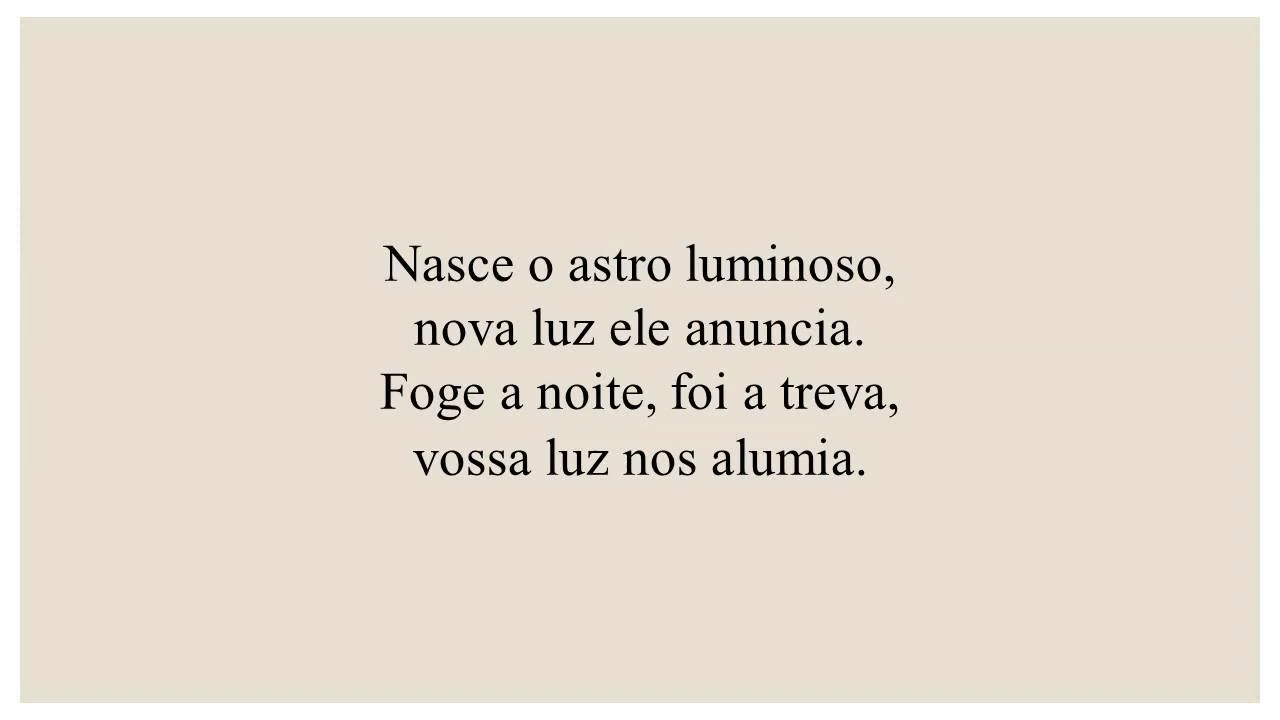 Nasce o astro luminoso,
nova luz ele anuncia.
Foge a noite, foi a treva,
vossa luz nos alumia.